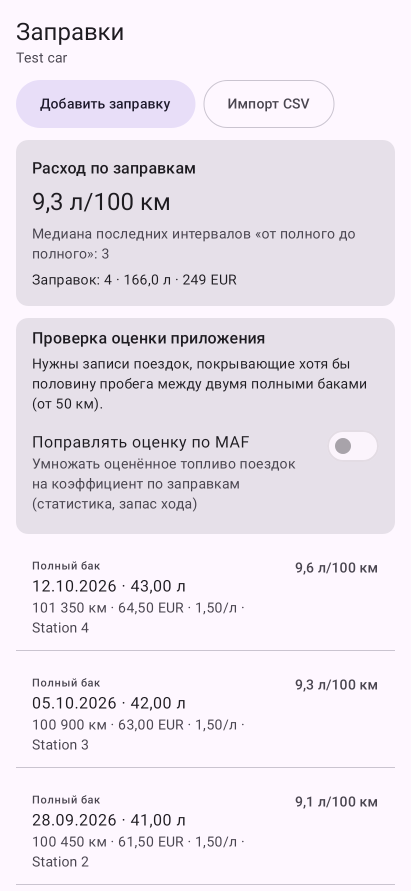 Заправки
Test car
Добавить заправку
Импорт CSV
Расход по заправкам
9,3 л/100 км
Медиана последних интервалов «от полного до
полного»: 3
Заправок: 4 · 166,0 л · 249 EUR
Проверка оценки приложения
Нужны записи поездок, покрывающие хотя бы
половину пробега между двумя полными баками
(от 50 км).
Поправлять оценку по MAF
Умножать оценённое топливо поездок
на коэффициент по заправкам
(статистика, запас хода)
Полный бак
9,6 л/100 км
12.10.2026 · 43,00 л
101 350 км · 64,50 EUR · 1,50/л ·
Station 4
Полный бак
9,3 л/100 км
05.10.2026 · 42,00 л
100 900 км · 63,00 EUR · 1,50/л ·
Station 3
Полный бак
9,1 л/100 км
28.09.2026 · 41,00 л
100 450 км · 61,50 EUR · 1,50/л ·
Station 2